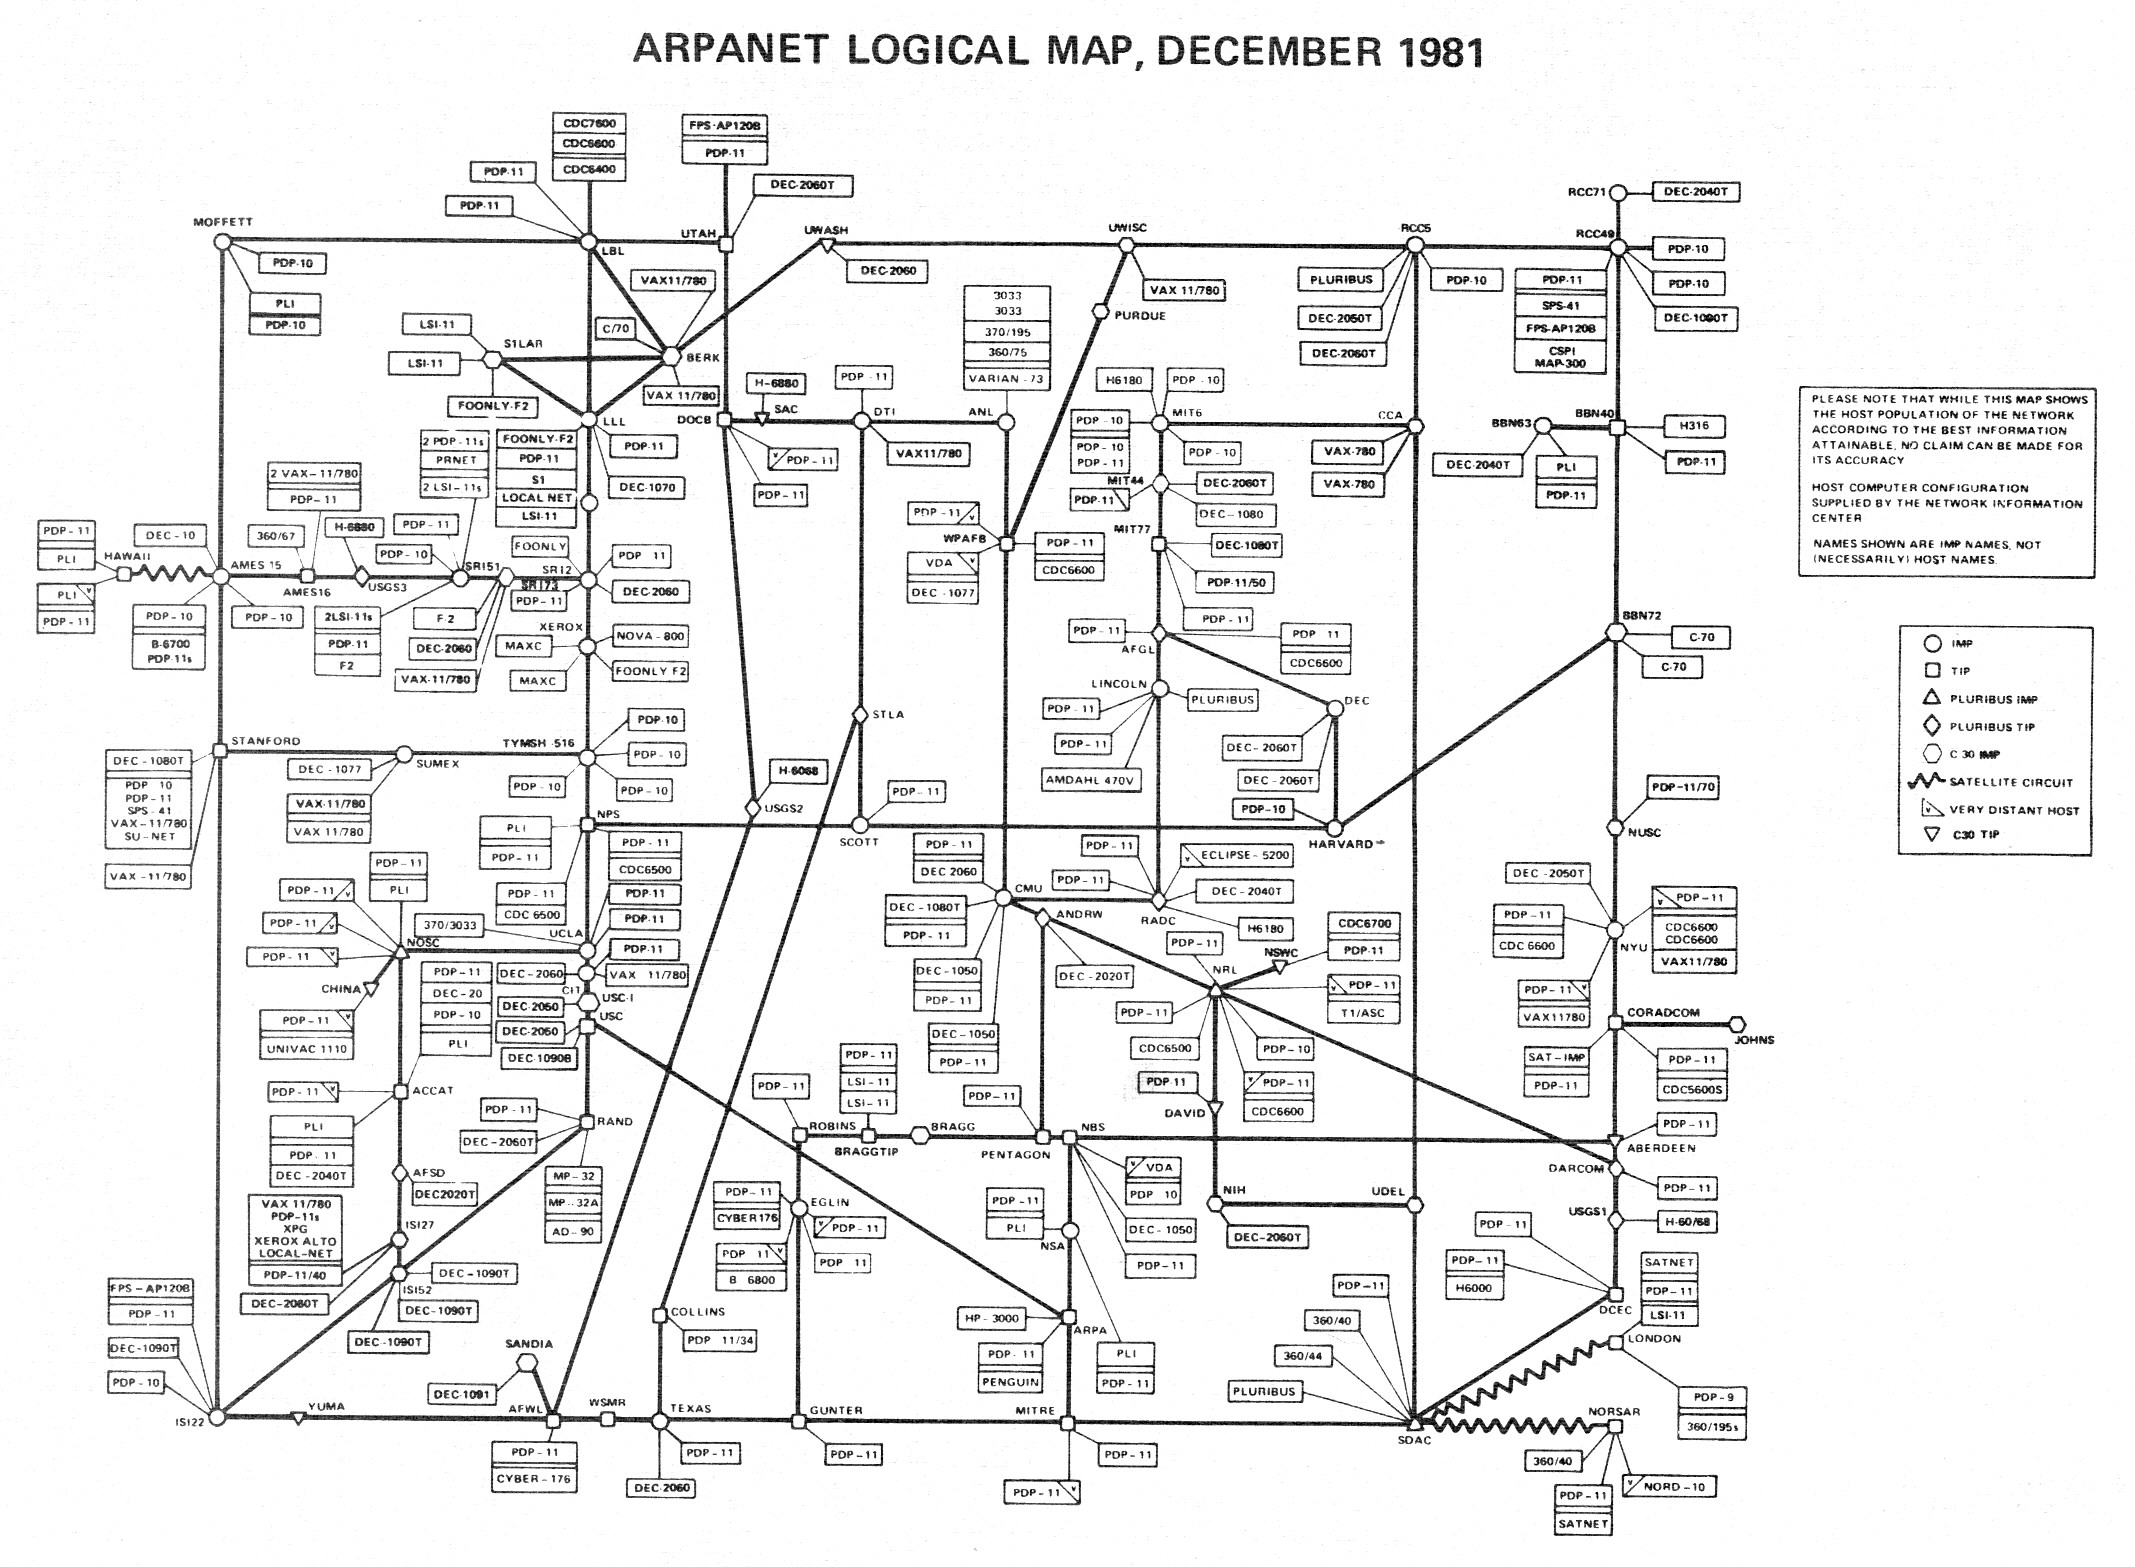 ARPANET LOGICAL MAP, DECEMBER 1981
CDC7600
CDC6600
CDC6400
FPS-AP120B
PDP-11
PDP-11
DEC-2060T
PDP-11
MOFFETT
LBL
UTAH
UWASH
UWISC
RCC5
RCC71
DEC-2040T
RCC49
PDP-10
PDP-10
PLI
PDP-10
VAX11/780
DEC-2060
VAX 11/780
PLURIBUS
PDP-10
DEC-2050T
DEC-2060T
PDP-11
SPS-41
FPS-AP120B
CSPI
MAP-300
PDP-10
DEC-1090T
LSI-11
S1LAR
C/70
BERK
LSI-11
FOONLY-F2
VAX 11/780
3033
3033
370/195
360/75
VARIAN-73
PURDUE
H-6880
SAC
PDP-11
DTI
ANL
H6180
PDP-10
MIT6
CCA
BBN63
BBN40
H316
PDP-11
DEC-2040T
PLI
PDP-11
PLEASE NOTE THAT WHILE THIS MAP SHOWS
THE HOST POPULATION OF THE NETWORK
ACCORDING TO THE BEST INFORMATION
ATTAINABLE, NO CLAIM CAN BE MADE FOR
ITS ACCURACY
HOST COMPUTER CONFIGURATION
SUPPLIED BY THE NETWORK INFORMATION
CENTER
NAMES SHOWN ARE IMP NAMES, NOT
(NECESSARILY) HOST NAMES.
LLL
DOCB
2 PDP-11s
PRNET
2 LSI-11s
FOONLY-F2
PDP-11
S1
LOCAL NET
LSI-11
PDP-11
DEC-1070
V PDP-11
PDP-11
VAX11/780
PDP-10
PDP-10
PDP-11
PDP-10
MIT44
PDP-11
DEC-2060T
DEC-1080
VAX-780
VAX-780
2 VAX-11/780
PDP-11
H-6880
PDP-11
PDP-10
360/67
PDP-11
PLI
DEC-10
HAWAII
PLI V
PDP-11
AMES 15
AMES16
USGS3
SRI51
SRI73
SRI2
FOONLY
PDP-11
PDP 11
DEC-2060
PDP-10
B-6700
PDP-11s
PDP-10
2LSI-11s
PDP-11
F2
F-2
DEC-2060
VAX-11/780
XEROX
MAXC
MAXC
NOVA-800
FOONLY F2
PDP-11 V
WPAFB
VDA V
DEC-1077
PDP-11
CDC6600
MIT77
DEC-1080T
PDP-11/50
PDP-11
PDP-11
AFGL
PDP 11
CDC6600
BBN72
C-70
C-70
IMP
TIP
PLURIBUS IMP
PLURIBUS TIP
C 30 IMP
SATELLITE CIRCUIT
V VERY DISTANT HOST
C30 TIP
LINCOLN
PDP-11
PDP-11
AMDAHL 470V
PLURIBUS
DEC
DEC-2060T
DEC-2060T
STLA
STANFORD
DEC-1080T
PDP 10
PDP-11
SPS-41
VAX-11/780
SU-NET
VAX-11/780
DEC-1077
SUMEX
VAX-11/780
VAX 11/780
TYMSH-516
PDP-10
PDP-10
PDP-10
PDP-10
H-6068
USGS2
PDP-11
SCOTT
PDP-10
HARVARD
PDP-11/70
NUSC
PLI
PDP-11
NPS
PDP-11
CDC6500
PDP-11
CDC 6500
PDP-11
PLI
PDP-11 V
PDP-11 V
PDP-11 V
370/3033
NOSC
UCLA
PDP-11
PDP-11
PDP-11
DEC-2060
VAX 11/780
CIT
CHINA
PDP-11 V
UNIVAC 1110
PDP-11
DEC-20
PDP-10
PLI
DEC-2050
USC-I
DEC-2050
USC
DEC-1090B
PDP-11
DEC 2060
DEC-1080T
PDP-11
CMU
DEC-1050
PDP-11
DEC-1050
PDP-11
ANDRW
DEC-2020T
PDP-11
PDP-11
V ECLIPSE-5200
DEC-2040T
RADC
H6180
PDP-11
NRL
NSWC
CDC6700
PDP-11
V PDP-11
T1/ASC
PDP-11
CDC6500
PDP-10
V PDP-11
CDC6600
PDP-11
DAVID
DEC-2050T
PDP-11
CDC 6600
V PDP-11
CDC6600
CDC6600
VAX11/780
NYU
PDP-11 V
VAX11780
CORADCOM
JOHNS
SAT-IMP
PDP-11
PDP-11
CDC5600S
PDP-11 V
ACCAT
PLI
PDP-11
DEC-2040T
PDP-11
DEC-2060T
RAND
MP-32
MP-32A
AD-90
PDP-11
ROBINS
PDP-11
LSI-11
LSI-11
BRAGGTIP
BRAGG
PDP-11
PENTAGON
NBS
PDP-11
ABERDEEN
DARCOM
PDP-11
AFSD
DEC2020T
VAX 11/780
PDP-11s
XPG
XEROX ALTO
LOCAL-NET
PDP-11/40
ISI27
DEC-2060T
ISI52
DEC-1090T
DEC-1090T
DEC-1090T
PDP-11
CYBER176
PDP 11 V
B 6800
EGLIN
V PDP-11
PDP 11
PDP-11
PLI
NSA
V VDA
PDP 10
DEC-1050
PDP-11
NIH
DEC-2060T
UDEL
USGS1
H-60/68
PDP-11
PDP-11
H6000
DCEC
SATNET
PDP-11
LSI-11
LONDON
FPS-AP120B
PDP-11
DEC-1090T
PDP-10
ISI22
YUMA
SANDIA
DEC-1091
AFWL
PDP-11
CYBER-176
WSMR
COLLINS
PDP 11/34
TEXAS
PDP-11
DEC-2060
GUNTER
PDP-11
HP-3000
ARPA
PDP-11
PENGUIN
PLI
PDP-11
MITRE
PDP-11
PDP-11 V
PDP-11
360/40
360/44
PLURIBUS
SDAC
NORSAR
PDP-9
360/195s
360/40
PDP-11
SATNET
V NORD-10